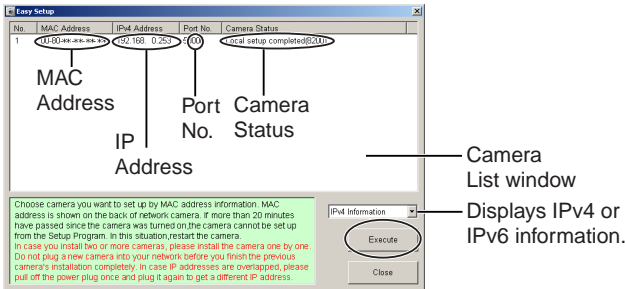 Easy Setup
No. MAC Address IPv4 Address Port No. Camera Status
1 00-80-**-**-**-** 192.168. 0.253 Local setup completed(8200)
MAC Address
IP Address
Port No.
Camera Status
Camera List window
Choose camera you want to set up by MAC address information. MAC
address is shown on the back of network camera. If more than 20 minutes
have passed since the camera was turned on,the camera cannot be set up
from the Setup Program. In this situation,restart the camera.
In case you install two or more cameras, please install the camera one by one.
Do not plug a new camera into your network before you finish the previous
camera's installation completely. In case IP addresses are overlapped, please
pull off the power plug once and plug it again to get a different IP address.
IPv4 Information
Displays IPv4 or
IPv6 information.
Execute
Close